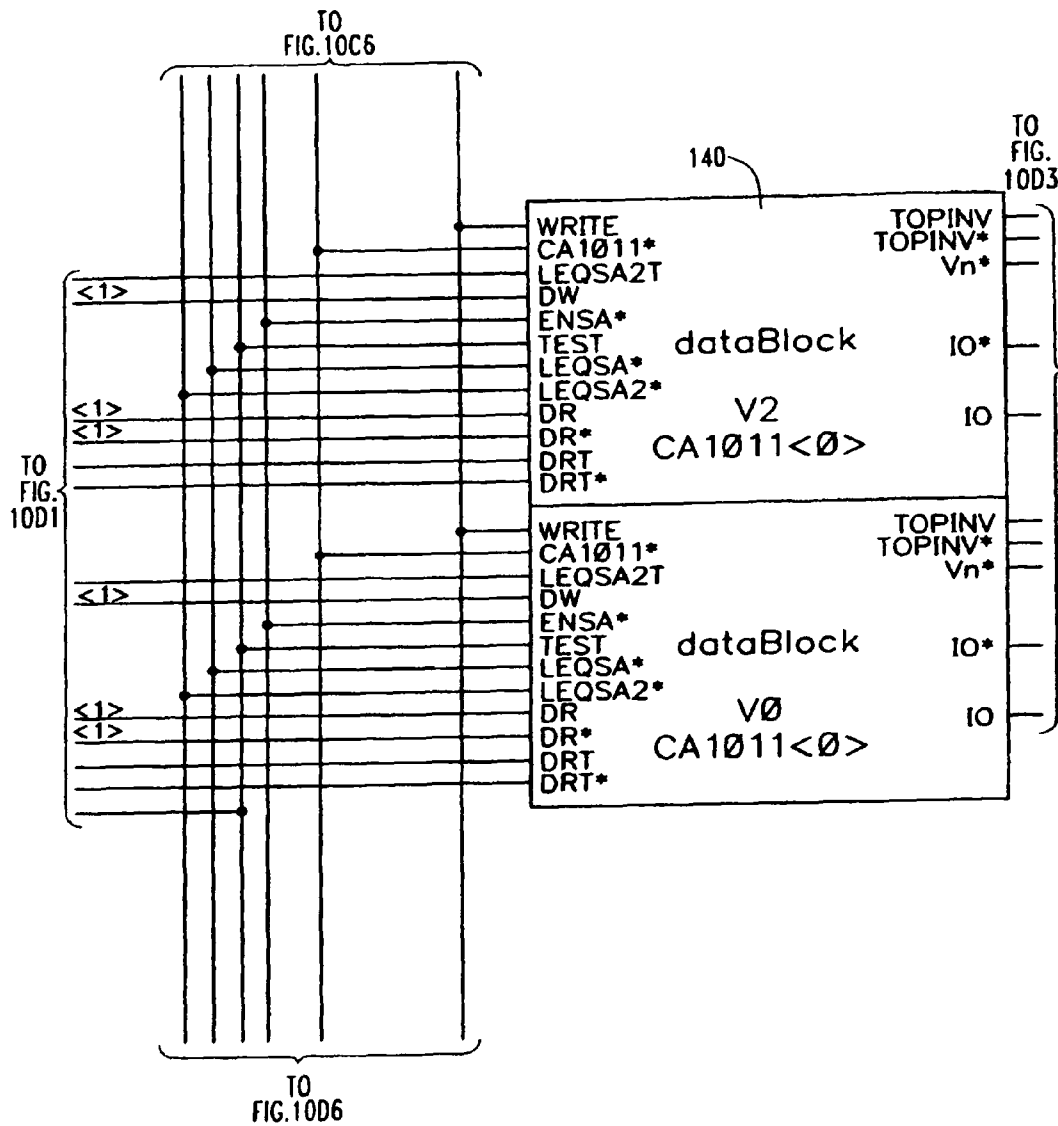 TO
FIG.10C6
TO
FIG.
10D3
140
WRITE
CA1Ø11*
LEQSA2T
<1> DW
ENSA*
TEST
LEQSA*
LEQSA2*
<1> DR
<1> DR*
DRT
DRT*
dataBlock
V2
CA1Ø11<Ø>
TOPINV
TOPINV*
Vn*
IO*
IO
TO
FIG.
10D1
WRITE
CA1Ø11*
LEQSA2T
<1> DW
ENSA*
TEST
LEQSA*
LEQSA2*
<1> DR
<1> DR*
DRT
DRT*
dataBlock
VØ
CA1Ø11<Ø>
TOPINV
TOPINV*
Vn*
IO*
IO
TO
FIG.10D6